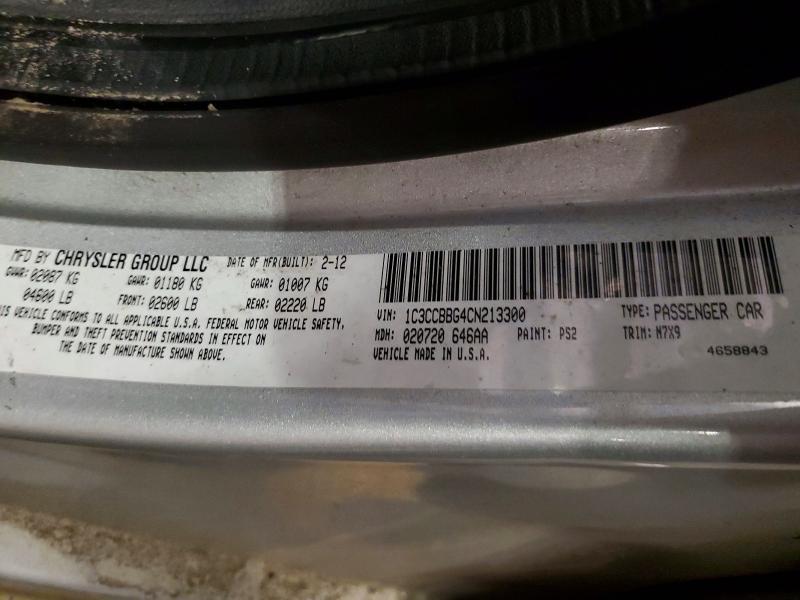 MFD BY CHRYSLER GROUP LLC DATE OF MFR(BUILT): 2-12
GVWR: 02087 KG GAWR: 01180 KG GAWR: 01007 KG
04600 LB FRONT: 02600 LB REAR: 02220 LB
HIS VEHICLE CONFORMS TO ALL APPLICABLE U.S.A. FEDERAL MOTOR VEHICLE SAFETY,
BUMPER AND THEFT PREVENTION STANDARDS IN EFFECT ON
THE DATE OF MANUFACTURE SHOWN ABOVE.
VIN: 1C3CCBBG4CN213300 TYPE: PASSENGER CAR
MDH: 020720 646AA PAINT: PS2 TRIM: N7X9
VEHICLE MADE IN U.S.A. 4658843